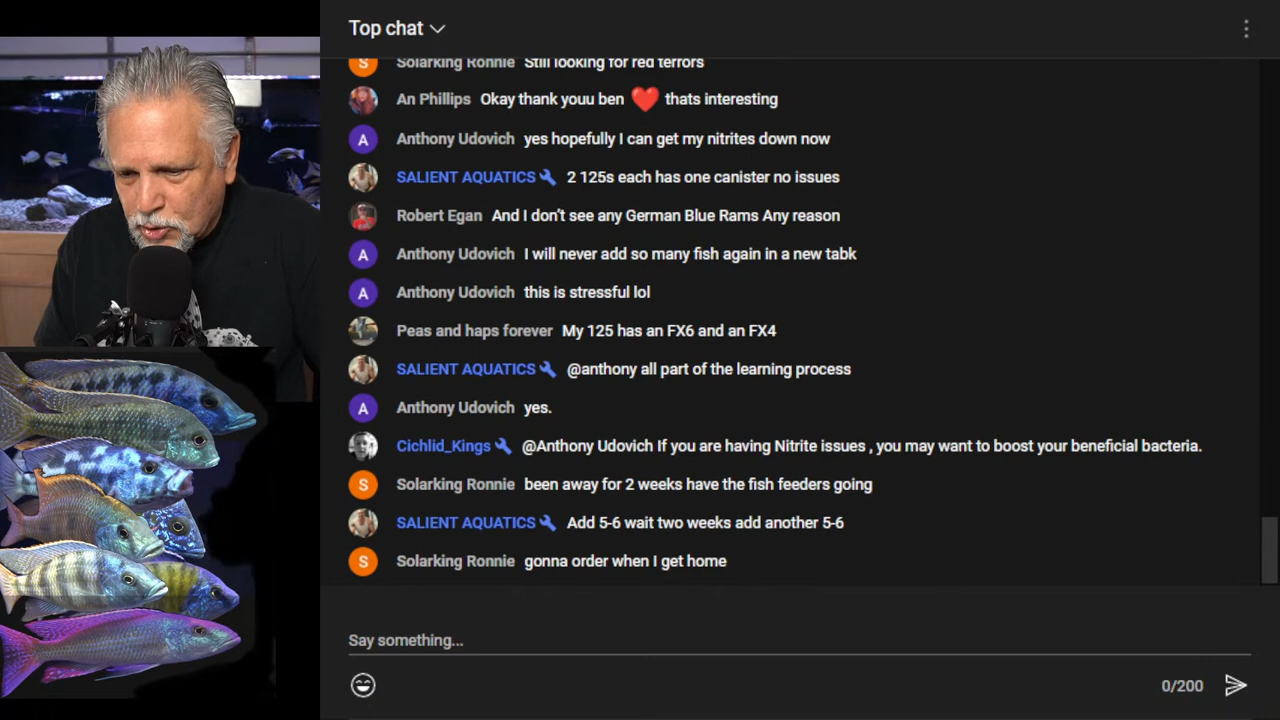 Top chat
Solarking Ronnie Still looking for red terrors
An Phillips Okay thank youu ben ❤️ thats interesting
A Anthony Udovich yes hopefully I can get my nitrites down now
SALIENT AQUATICS 2 125s each has one canister no issues
Robert Egan And I don't see any German Blue Rams Any reason
A Anthony Udovich I will never add so many fish again in a new tabk
A Anthony Udovich this is stressful lol
Peas and haps forever My 125 has an FX6 and an FX4
SALIENT AQUATICS @anthony all part of the learning process
A Anthony Udovich yes.
Cichlid_Kings @Anthony Udovich If you are having Nitrite issues , you may want to boost your beneficial bacteria.
S Solarking Ronnie been away for 2 weeks have the fish feeders going
SALIENT AQUATICS Add 5-6 wait two weeks add another 5-6
S Solarking Ronnie gonna order when I get home
Say something...
0/200